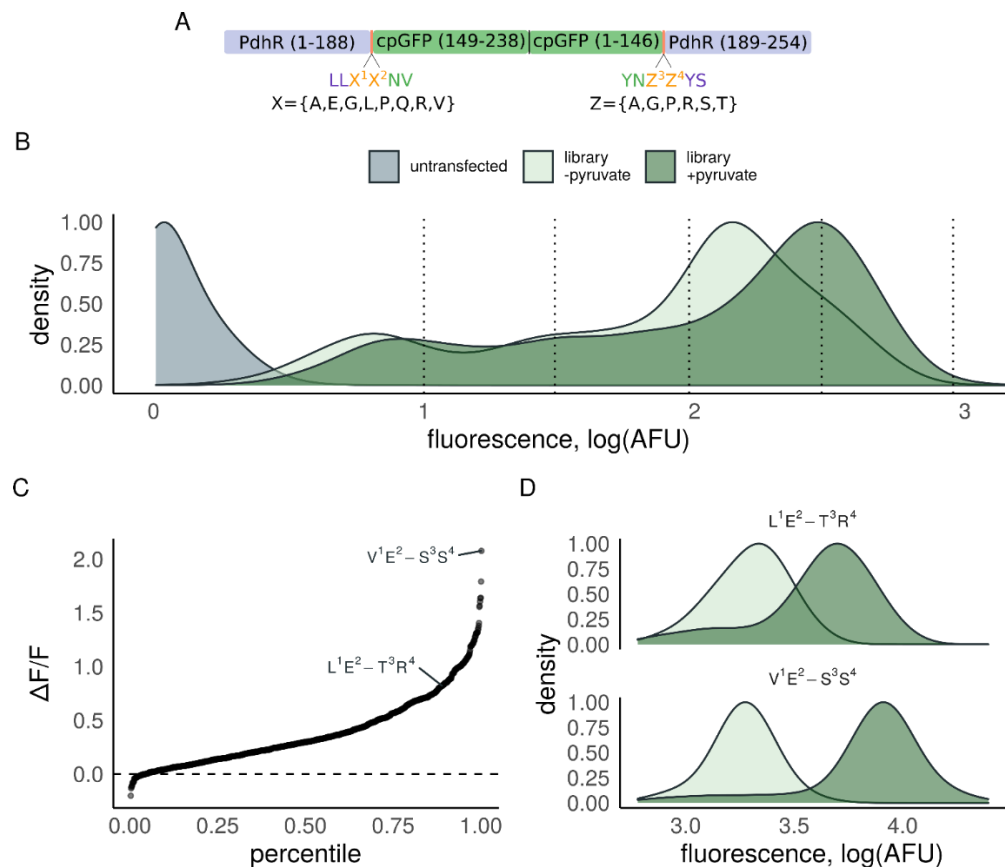 A
PdhR (1-188) cpGFP (149-238) cpGFP (1-146) PdhR (189-254)
LLX¹X²NV YNZ³Z⁴YS
X={A,E,G,L,P,Q,R,V} Z={A,G,P,R,S,T}
B
untransfected library -pyruvate library +pyruvate
1.00
0.75
0.50
0.25
0.00
density
0 1 2 3
fluorescence, log(AFU)
C
2.0
1.5
1.0
0.5
0.0
ΔF/F
V¹E²−S³S⁴
L¹E²−T³R⁴
0.00 0.25 0.50 0.75 1.00
percentile
D
L¹E²−T³R⁴
1.00
0.75
0.50
0.25
0.00
V¹E²−S³S⁴
density
1.00
0.75
0.50
0.25
0.00
3.0 3.5 4.0
fluorescence, log(AFU)